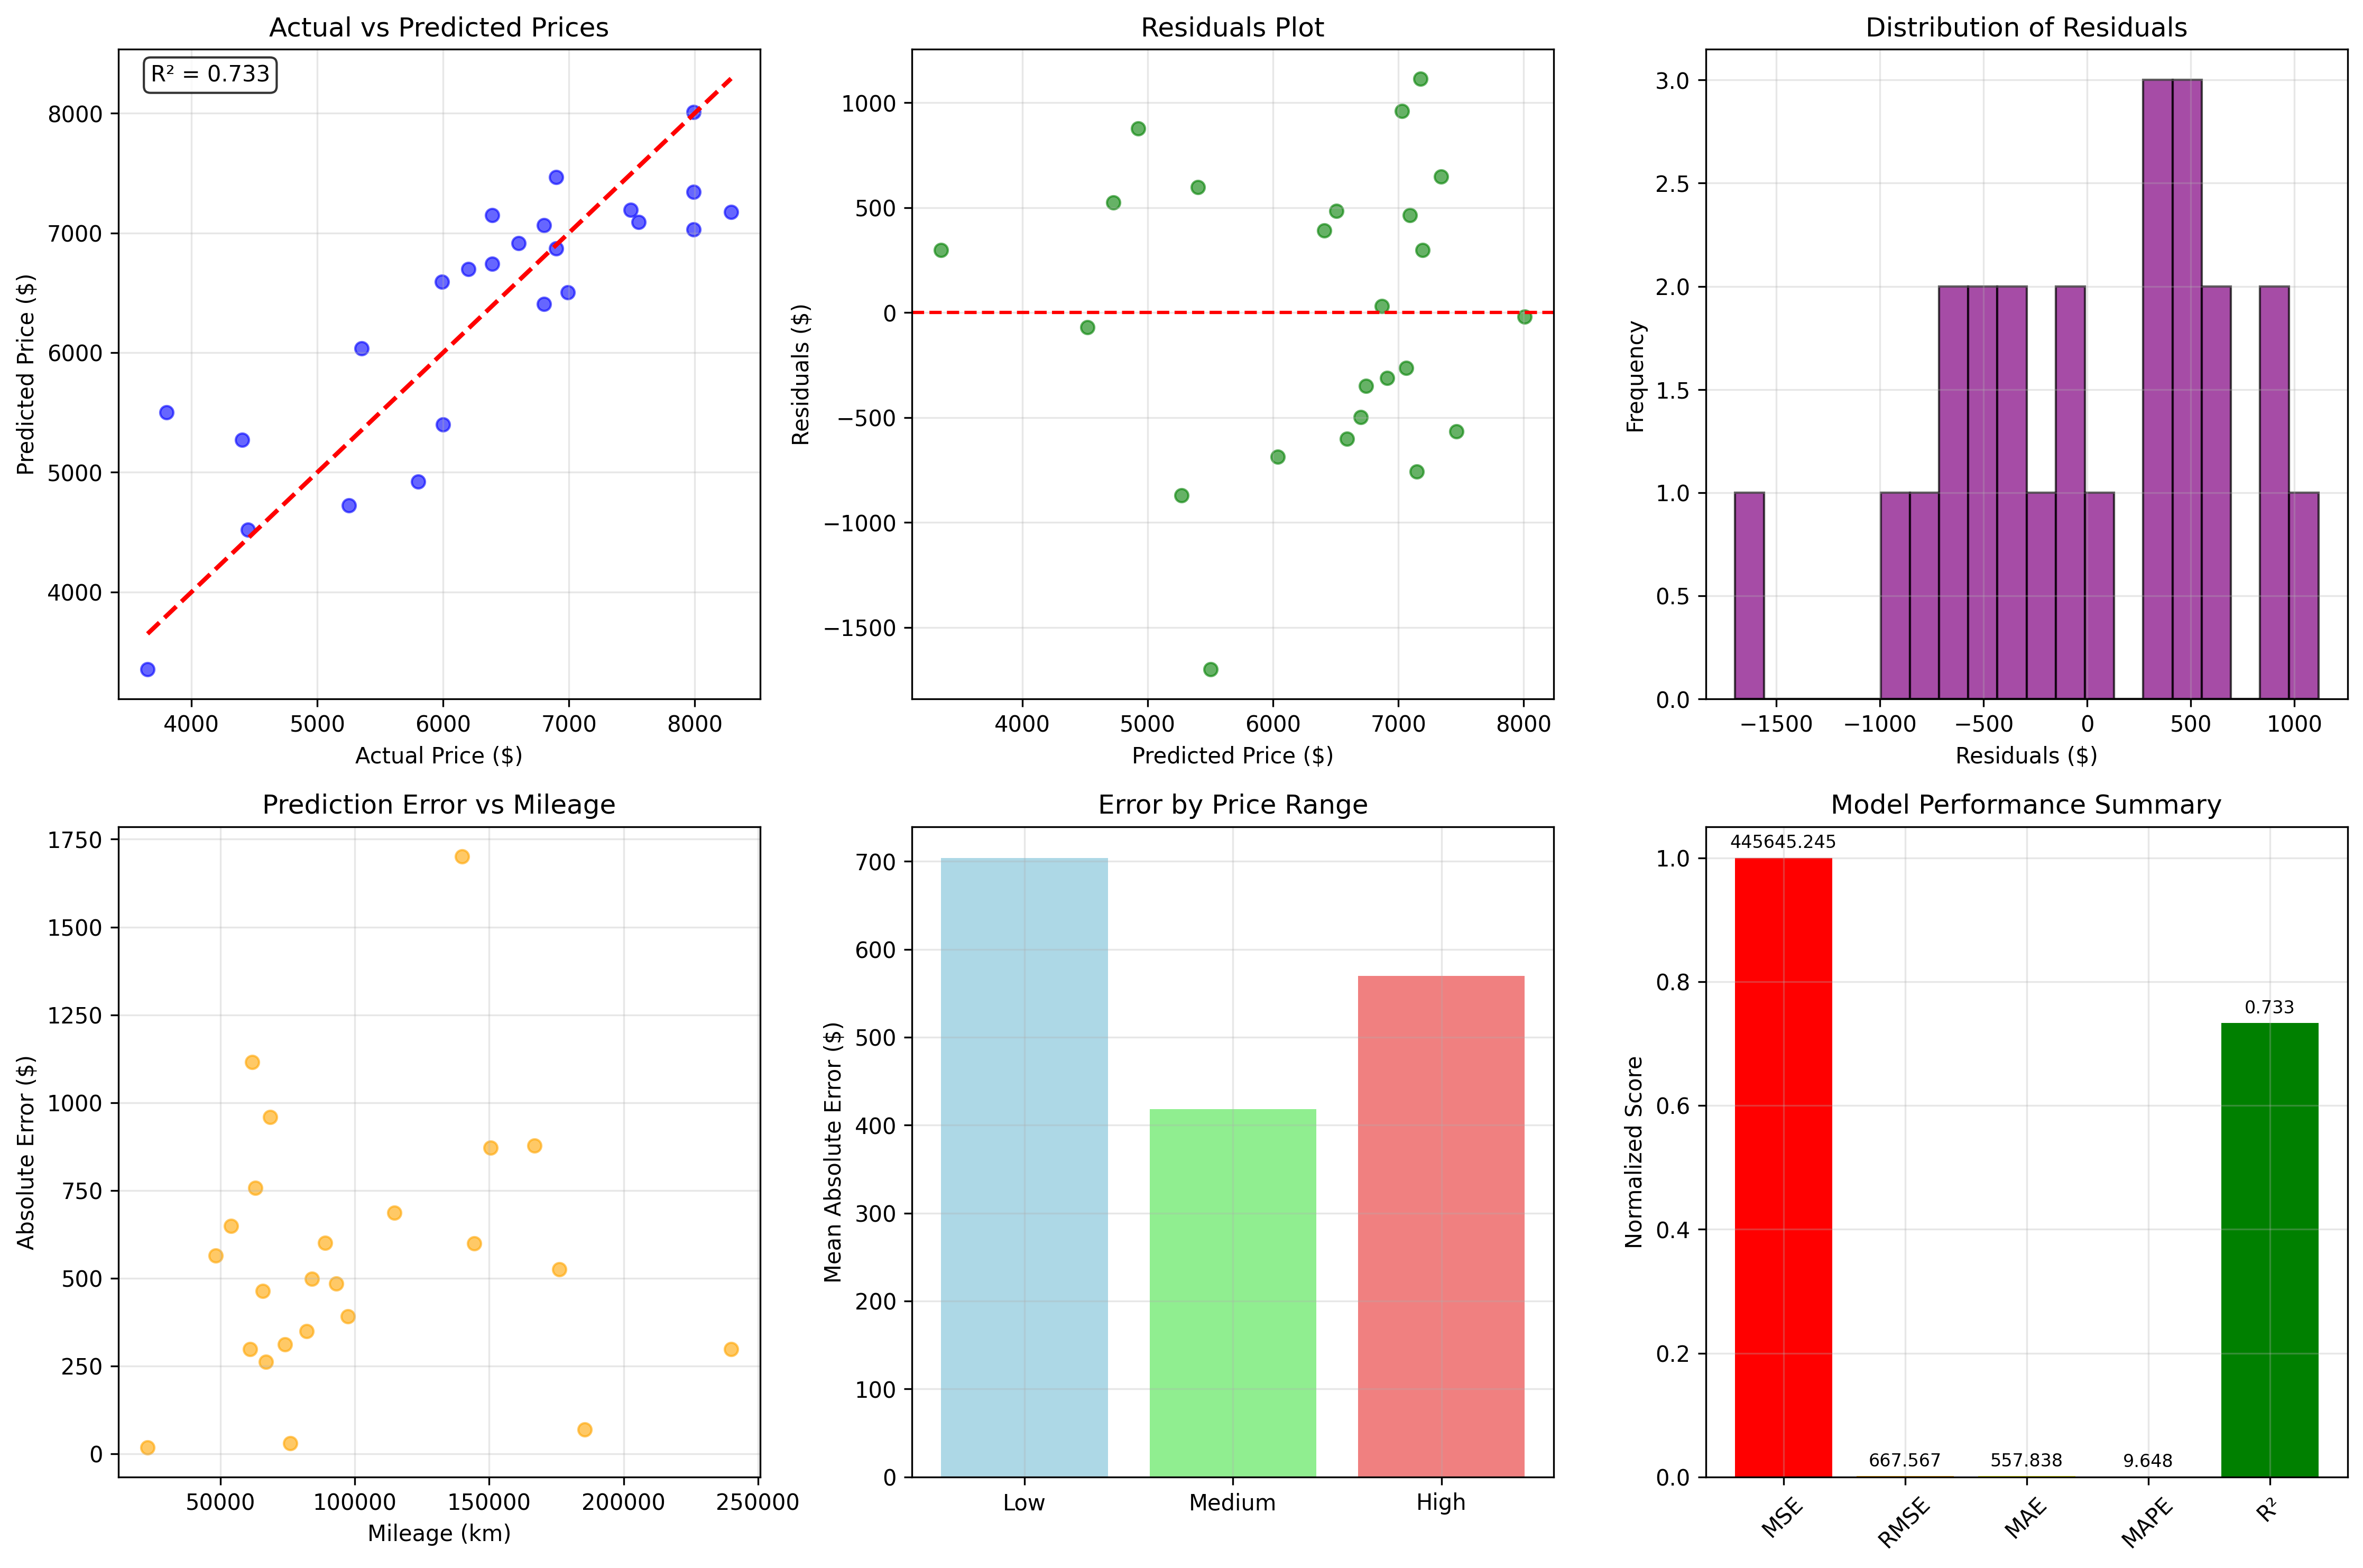 Actual vs Predicted Prices
R² = 0.733
8000
7000
6000
5000
4000
Predicted Price ($)
4000 5000 6000 7000 8000
Actual Price ($)
Residuals Plot
1000
500
0
−500
−1000
−1500
Residuals ($)
4000 5000 6000 7000 8000
Predicted Price ($)
Distribution of Residuals
3.0
2.5
2.0
1.5
1.0
0.5
0.0
Frequency
−1500 −1000 −500 0 500 1000
Residuals ($)
Prediction Error vs Mileage
1750
1500
1250
1000
750
500
250
0
Absolute Error ($)
50000 100000 150000 200000 250000
Mileage (km)
Error by Price Range
700
600
500
400
300
200
100
0
Mean Absolute Error ($)
Low Medium High
Model Performance Summary
445645.245
0.733
667.567 557.838 9.648
1.0
0.8
0.6
0.4
0.2
0.0
Normalized Score
MSE RMSE MAE MAPE R²